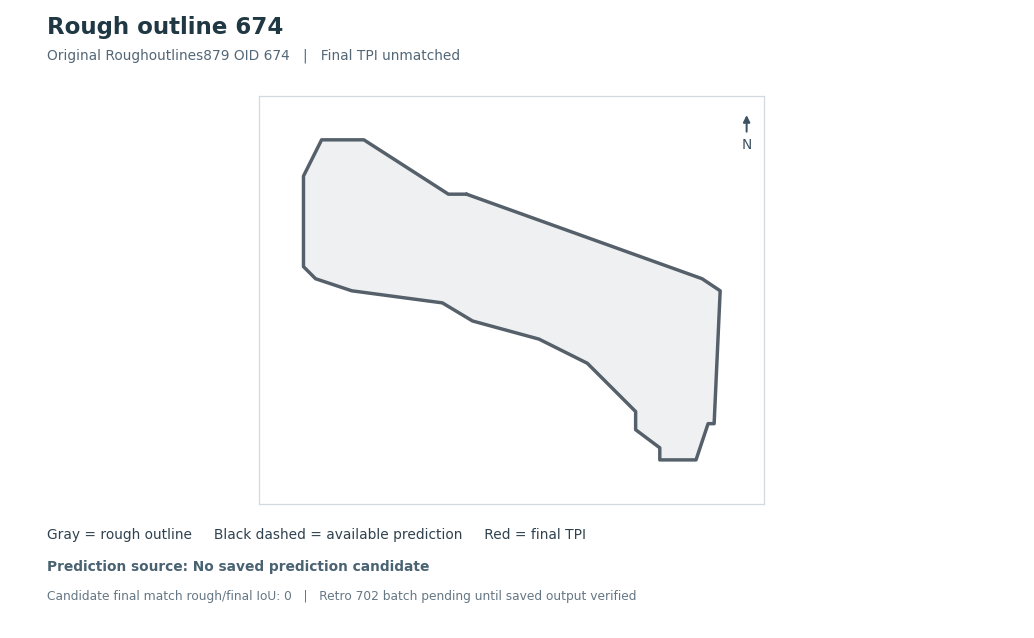 Rough outline 674
Original Roughoutlines879 OID 674   |   Final TPI unmatched
N
Gray = rough outline     Black dashed = available prediction     Red = final TPI
Prediction source: No saved prediction candidate
Candidate final match rough/final IoU: 0   |   Retro 702 batch pending until saved output verified